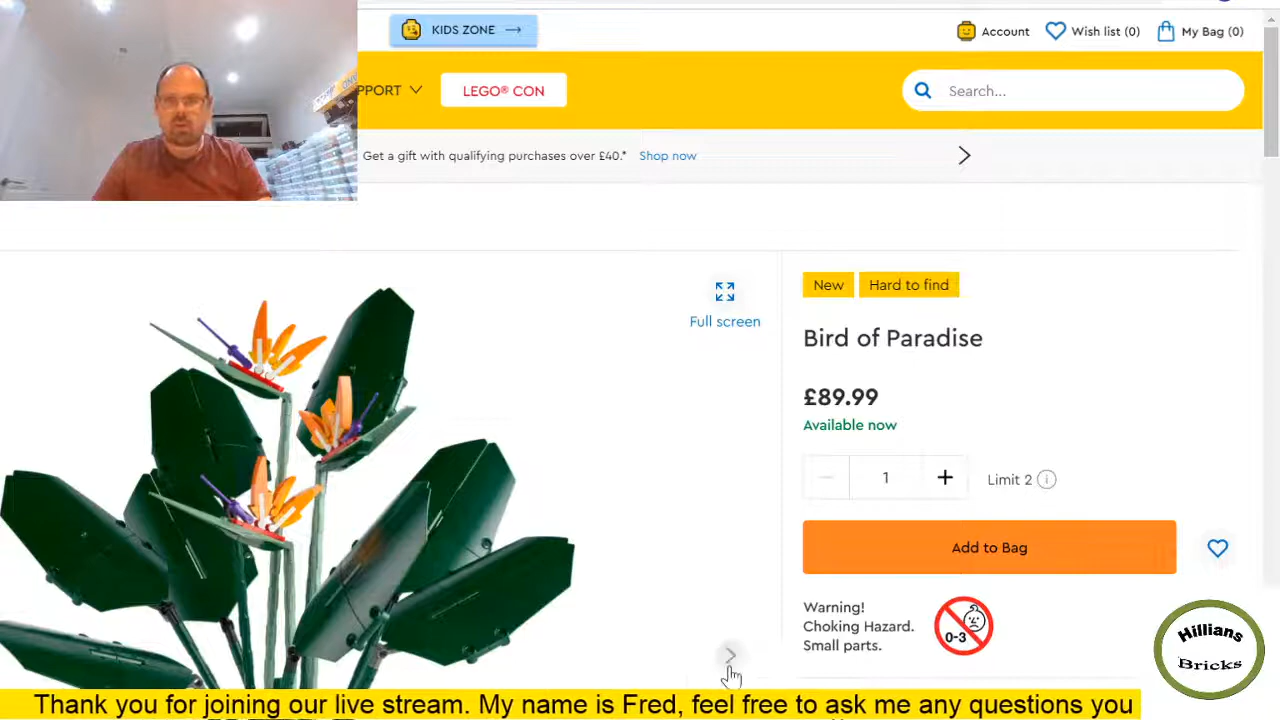 KIDS ZONE
Account
Wish list (0)
My Bag (0)
PPORT
LEGO® CON
Search...
Get a gift with qualifying purchases over £40.* Shop now
Full screen
New
Hard to find
Bird of Paradise
£89.99
Available now
1
Limit 2
Add to Bag
Warning!
Choking Hazard.
Small parts.
0-3
Hillians
Bricks
Thank you for joining our live stream. My name is Fred, feel free to ask me any questions you